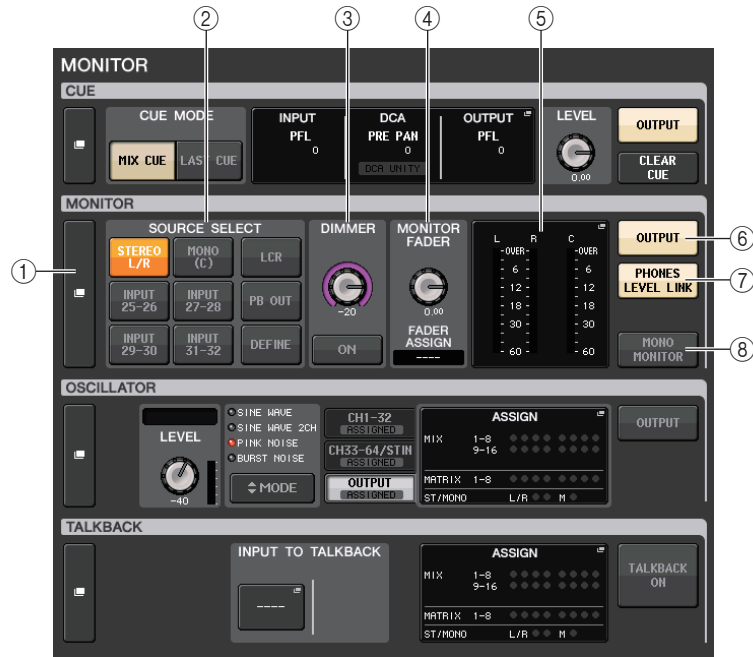 ② ③ ④ ⑤
MONITOR
CUE
CUE MODE
MIX CUE
LAST CUE
INPUT
PFL
0
DCA
PRE PAN
0
DCA UNITY
OUTPUT
PFL
0
LEVEL
0.00
OUTPUT
CLEAR
CUE
MONITOR
①
SOURCE SELECT
STEREO
L/R
MONO
(C)
LCR
INPUT
25-26
INPUT
27-28
PB OUT
INPUT
29-30
INPUT
31-32
DEFINE
DIMMER
-20
ON
MONITOR
FADER
0.00
FADER
ASSIGN
----
L R C
-OVER- -OVER
6 6
12 12
18 18
30 30
60 60
OUTPUT
⑥
PHONES
LEVEL LINK
⑦
MONO
MONITOR
⑧
OSCILLATOR
LEVEL
-40
SINE WAVE
SINE WAVE 2CH
PINK NOISE
BURST NOISE
MODE
CH1-32
ASSIGNED
CH33-64/STIN
ASSIGNED
OUTPUT
ASSIGNED
ASSIGN
MIX 1-8
9-16
MATRIX 1-8
ST/MONO L/R M
OUTPUT
TALKBACK
INPUT TO TALKBACK
----
ASSIGN
MIX 1-8
9-16
MATRIX 1-8
ST/MONO L/R M
TALKBACK
ON